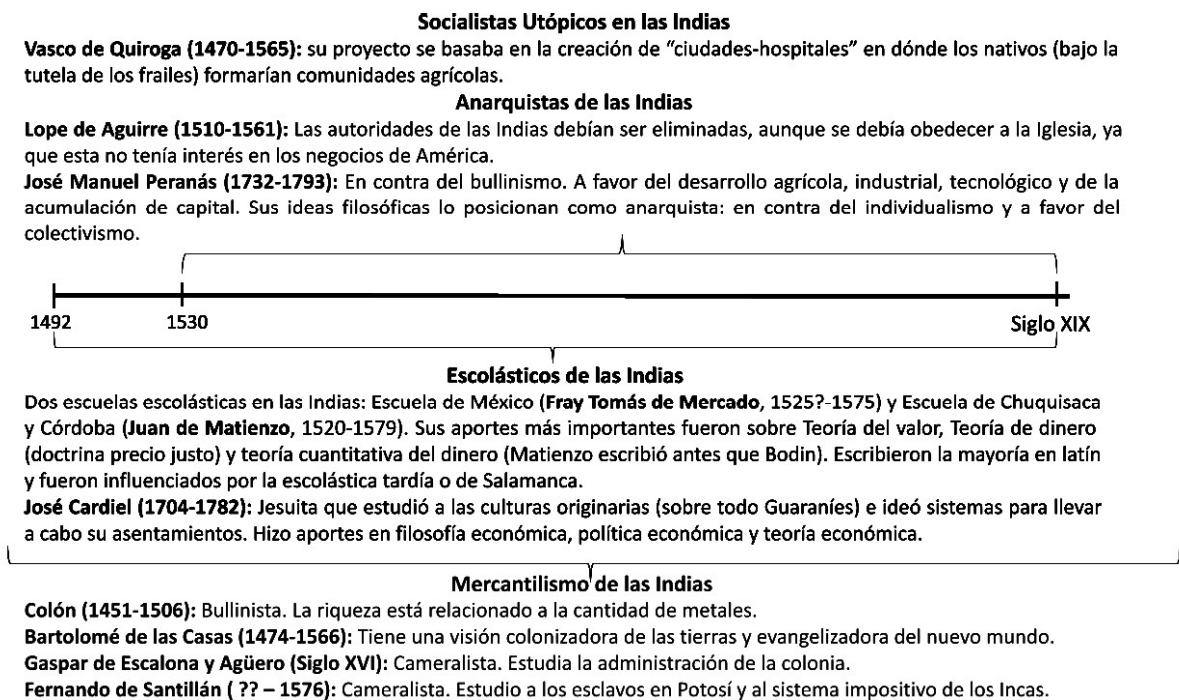 Socialistas Utópicos en las Indias
Vasco de Quiroga (1470-1565): su proyecto se basaba en la creación de “ciudades-hospitales” en dónde los nativos (bajo la
tutela de los frailes) formarían comunidades agrícolas.
Anarquistas de las Indias
Lope de Aguirre (1510-1561): Las autoridades de las Indias debían ser eliminadas, aunque se debía obedecer a la Iglesia, ya
que esta no tenía interés en los negocios de América.
José Manuel Peranás (1732-1793): En contra del bullinismo. A favor del desarrollo agrícola, industrial, tecnológico y de la
acumulación de capital. Sus ideas filosóficas lo posicionan como anarquista: en contra del individualismo y a favor del
colectivismo.
1492 1530 Siglo XIX
Escolásticos de las Indias
Dos escuelas escolásticas en las Indias: Escuela de México (Fray Tomás de Mercado, 1525?-1575) y Escuela de Chuquisaca
y Córdoba (Juan de Matienzo, 1520-1579). Sus aportes más importantes fueron sobre Teoría del valor, Teoría de dinero
(doctrina precio justo) y teoría cuantitativa del dinero (Matienzo escribió antes que Bodin). Escribieron la mayoría en latín
y fueron influenciados por la escolástica tardía o de Salamanca.
José Cardiel (1704-1782): Jesuita que estudió a las culturas originarias (sobre todo Guaraníes) e ideó sistemas para llevar
a cabo su asentamientos. Hizo aportes en filosofía económica, política económica y teoría económica.
Mercantilismo de las Indias
Colón (1451-1506): Bullinista. La riqueza está relacionado a la cantidad de metales.
Bartolomé de las Casas (1474-1566): Tiene una visión colonizadora de las tierras y evangelizadora del nuevo mundo.
Gaspar de Escalona y Agüero (Siglo XVI): Cameralista. Estudia la administración de la colonia.
Fernando de Santillán ( ?? – 1576): Cameralista. Estudio a los esclavos en Potosí y al sistema impositivo de los Incas.